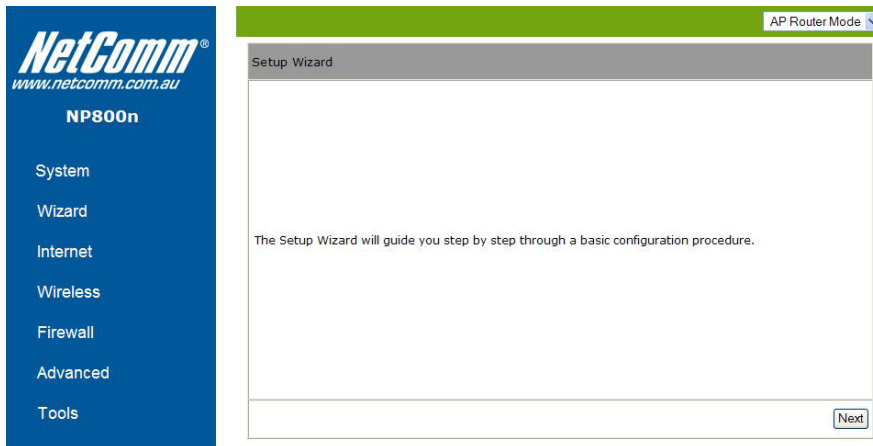 NetComm®
www.netcomm.com.au
NP800n
System
Wizard
Internet
Wireless
Firewall
Advanced
Tools
AP Router Mode
Setup Wizard
The Setup Wizard will guide you step by step through a basic configuration procedure.
Next